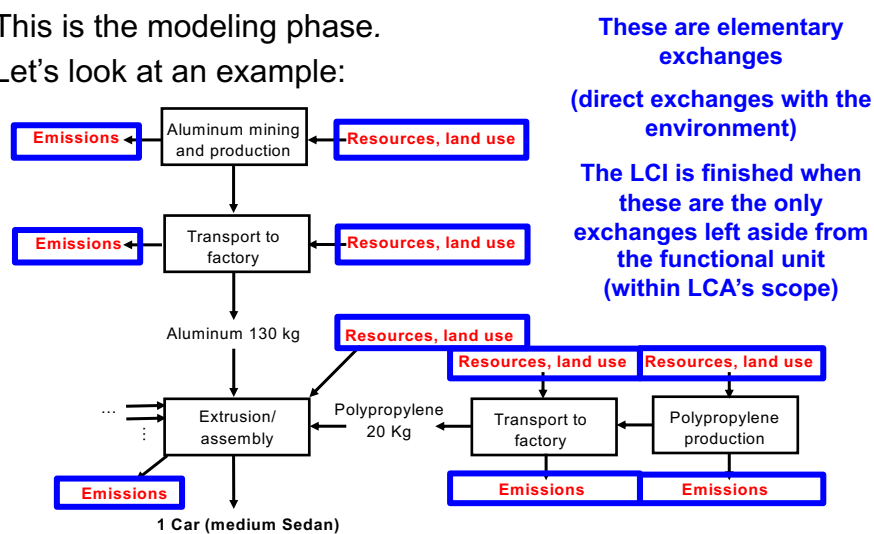 This is the modeling phase.
Let's look at an example:
These are elementary
exchanges
(direct exchanges with the
environment)
The LCI is finished when
these are the only
exchanges left aside from
the functional unit
(within LCA's scope)
Emissions
Aluminum mining
and production
Resources, land use
Emissions
Transport to
factory
Resources, land use
Aluminum 130 kg
Resources, land use
Resources, land use
Resources, land use
...
...
Extrusion/
assembly
Polypropylene
20 Kg
Transport to
factory
Polypropylene
production
Emissions
Emissions
Emissions
1 Car (medium Sedan)